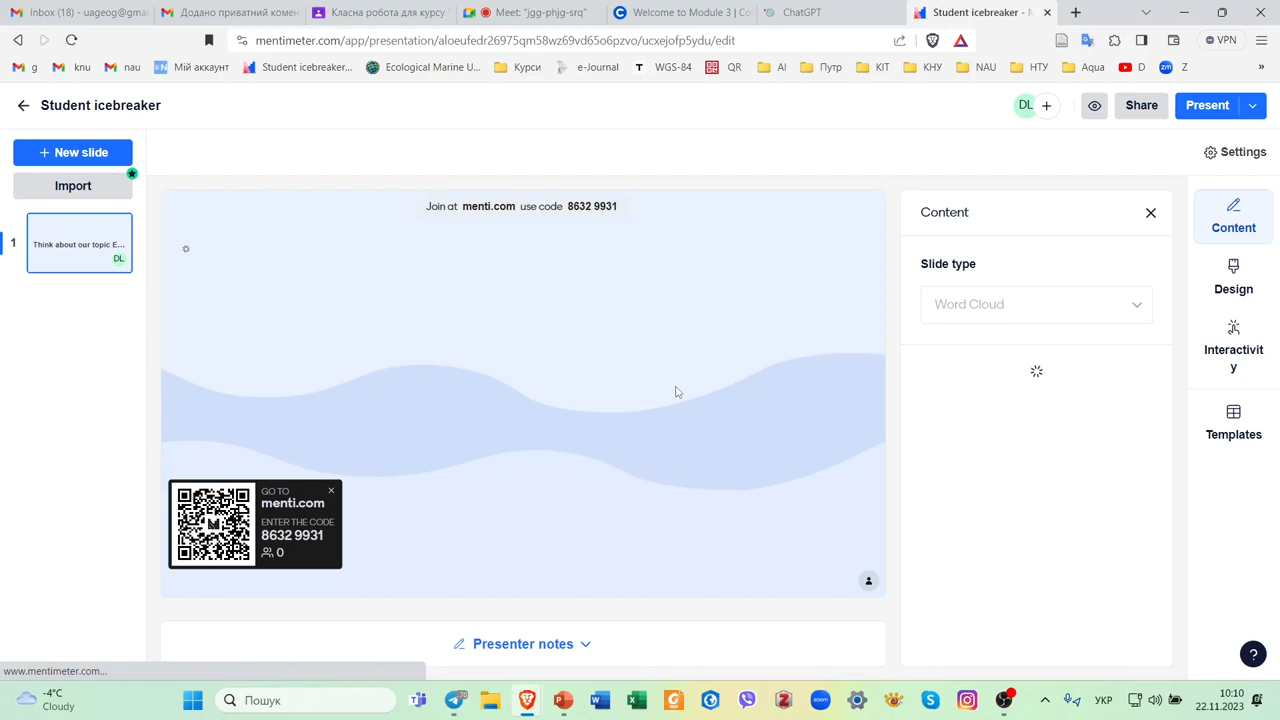 Inbox (18) - uageog@gmai
Додано приватний комен
Класна робота для курсу
Meet: "jgg-phjg-srq"
Welcome to Module 3 | Co
ChatGPT
Student icebreaker - M
mentimeter.com/app/presentation/aloeufedr26975qm58wz69vd65o6pzvo/ucxejofp5ydu/edit
VPN
g
knu
nau
Мій аккаунт
Student icebreaker...
Ecological Marine U...
Курси
e-Journal
WGS-84
QR
AI
Путр
KIT
КНУ
NAU
НТУ
Aqua
D
Z
»
Student icebreaker
DL
Share
Present
+ New slide
Import
Settings
1
Think about our topic E...
DL
Join at menti.com use code 8632 9931
Content
Slide type
Word Cloud
Content
Design
Interactivit
y
Templates
GO TO
menti.com
ENTER THE CODE
8632 9931
0
Presenter notes
www.mentimeter.com...
?
-4°C
Cloudy
Пошук
УКР
10:10
22.11.2023